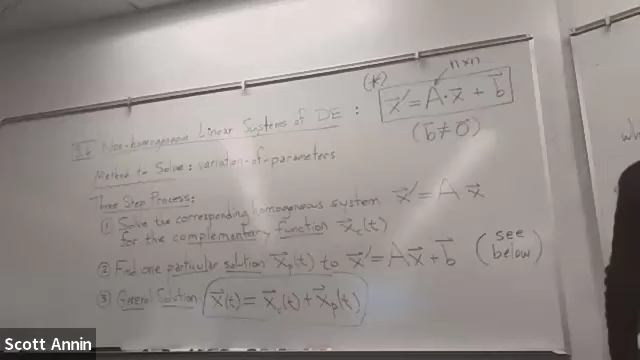 (*) x⃗' = A·x⃗ + b⃗ n×n
Non-homogeneous Linear Systems of DE :
(b⃗ ≠ 0⃗)
Method to Solve: variation-of-parameters
Three Step Process:
① Solve the corresponding homogeneous system x⃗' = A x⃗
for the complementary function x⃗c(t)
② Find one particular solution x⃗p(t) to x⃗' = Ax⃗ + b⃗ (see below)
③ General Solution x⃗(t) = x⃗c(t) + x⃗p(t)
Scott Annin